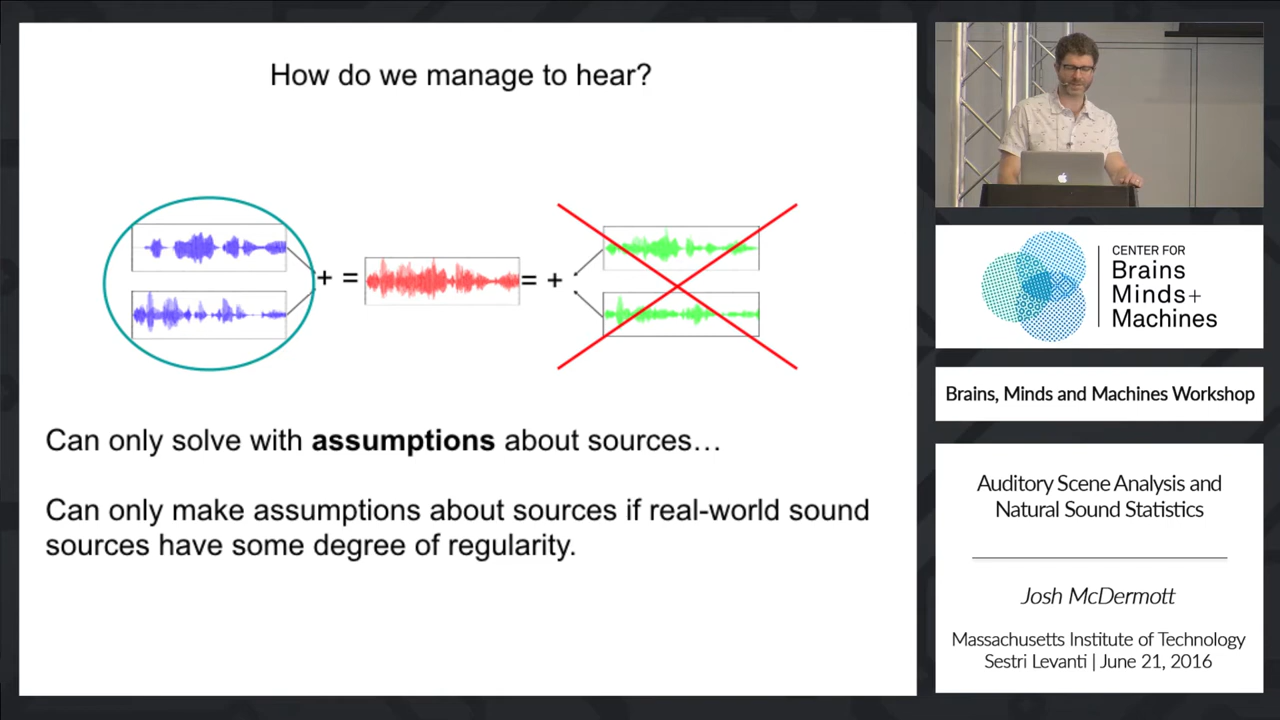 How do we manage to hear?
+ = = +
Can only solve with assumptions about sources…
Can only make assumptions about sources if real-world sound
sources have some degree of regularity.
CENTER FOR
Brains
Minds+
Machines
Brains, Minds and Machines Workshop
Auditory Scene Analysis and
Natural Sound Statistics
Josh McDermott
Massachusetts Institute of Technology
Sestri Levanti | June 21, 2016